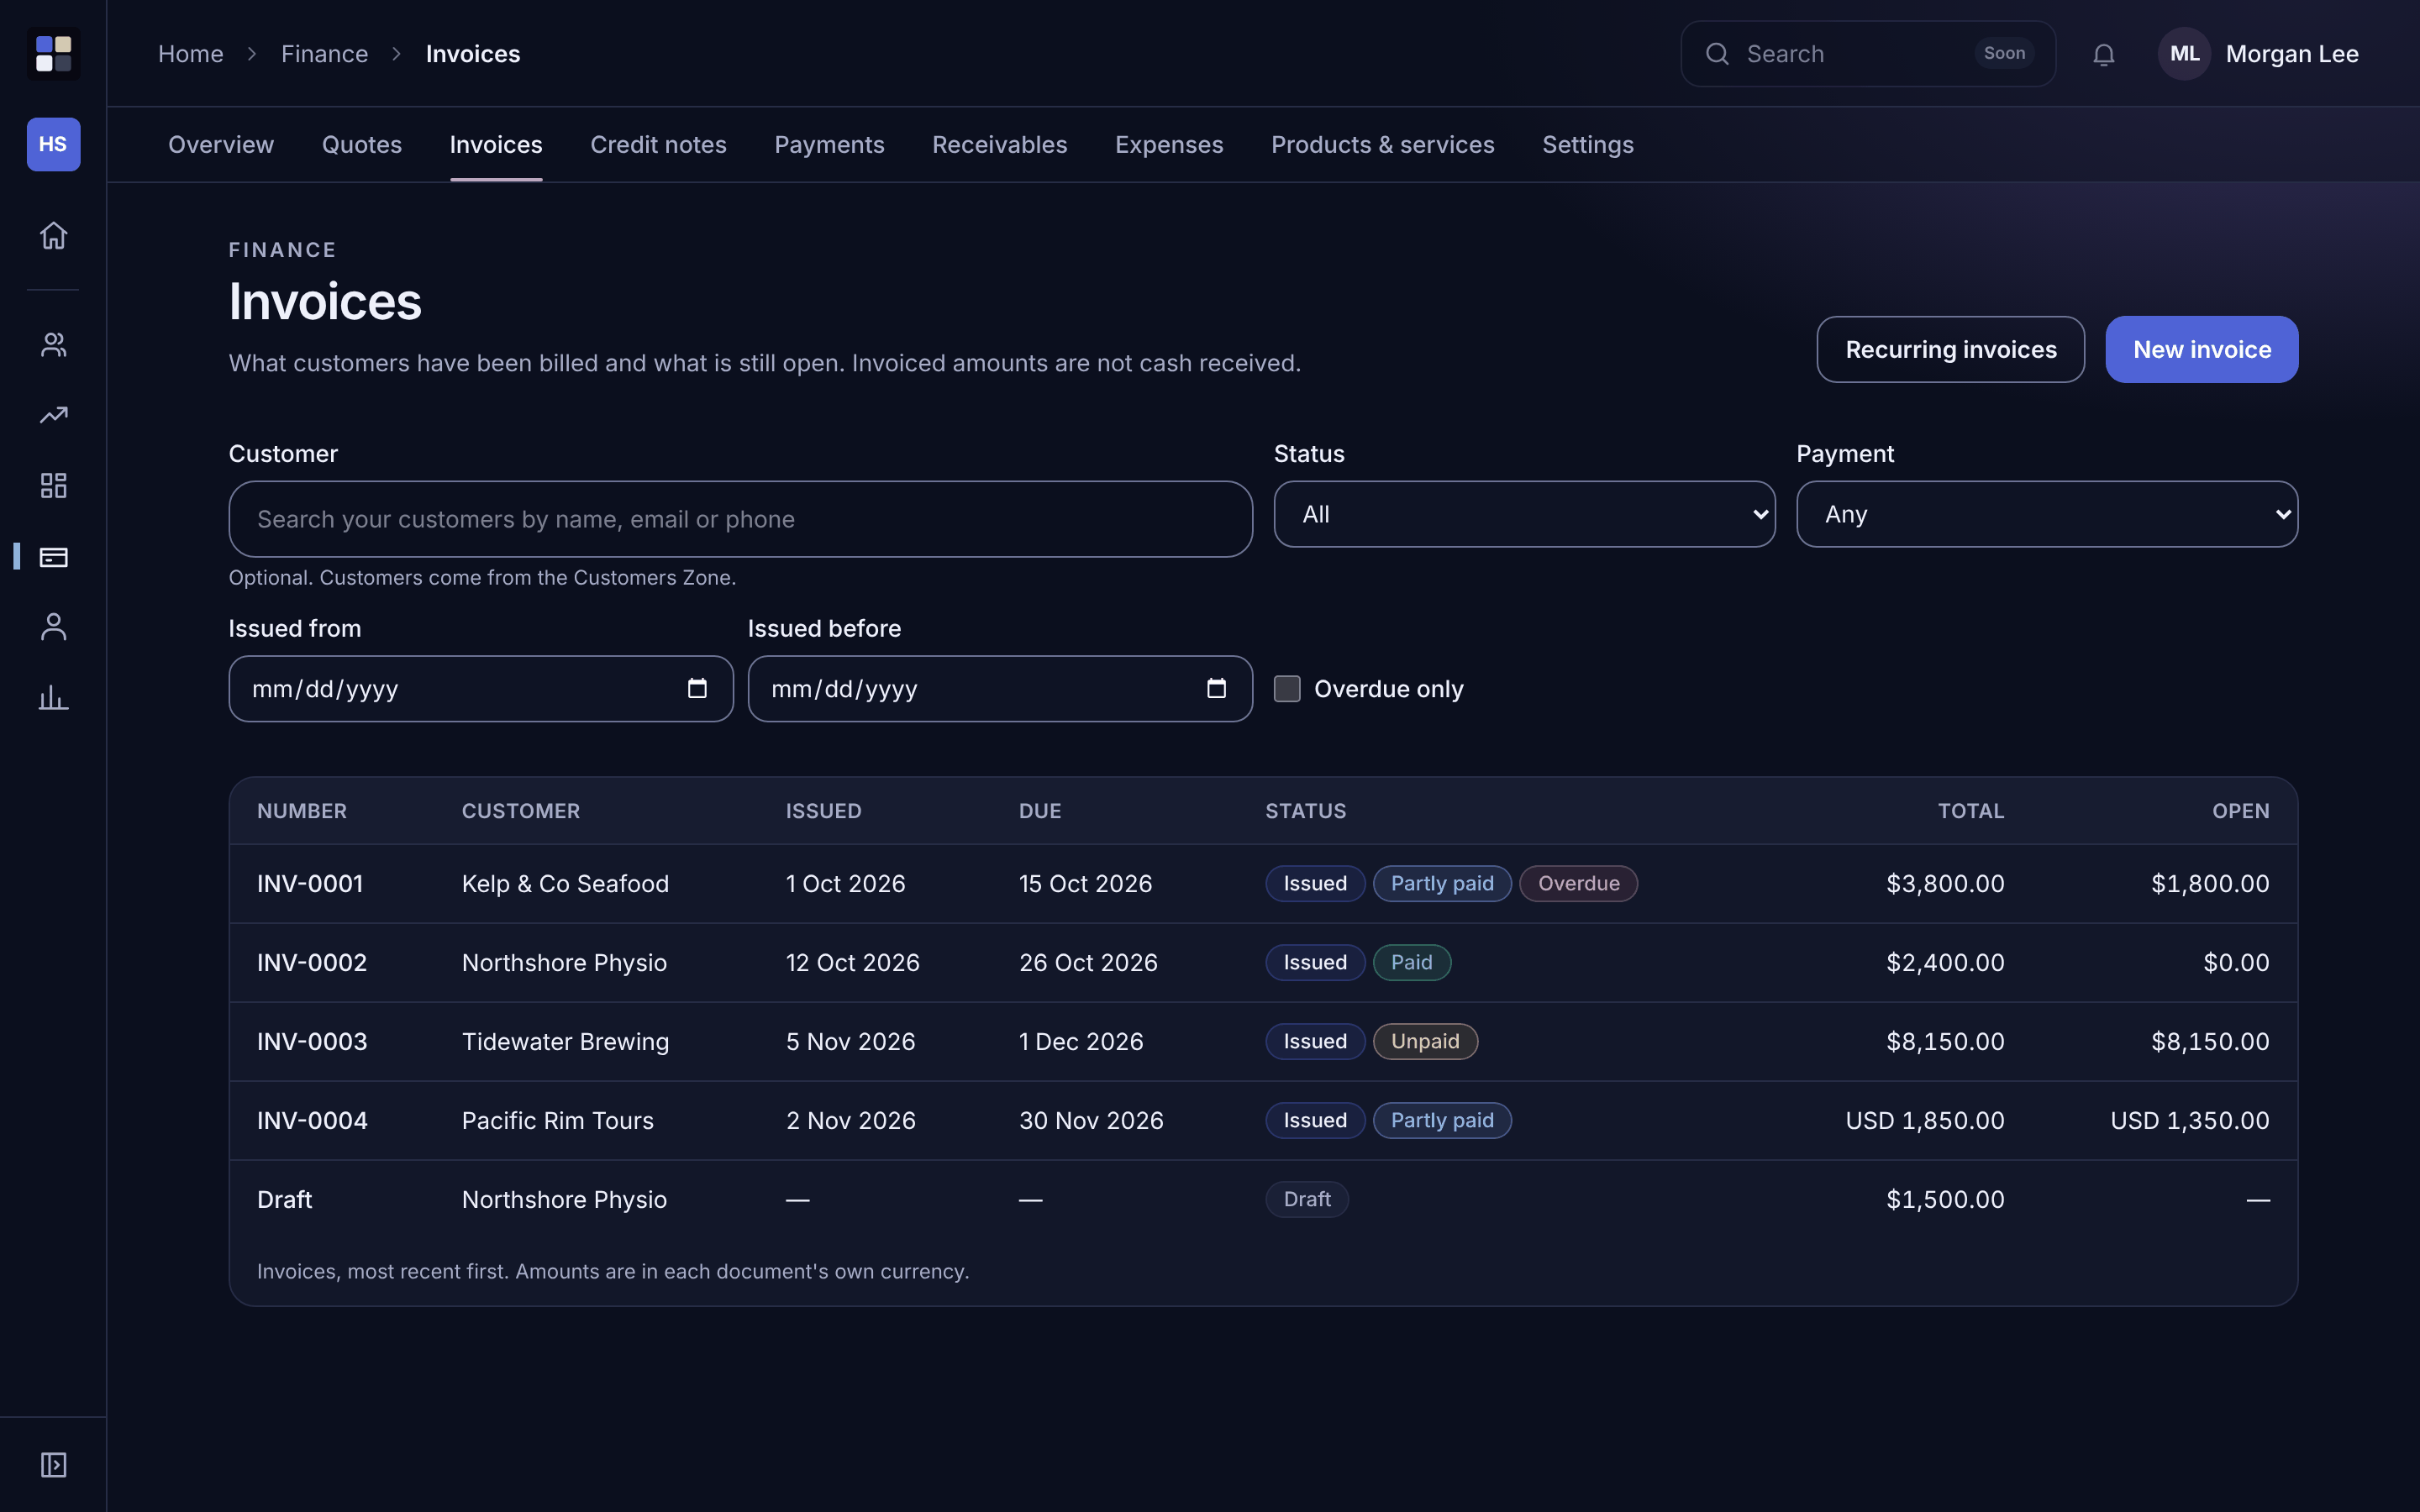 Home > Finance > Invoices
Search Soon
ML Morgan Lee
HS
Overview Quotes Invoices Credit notes Payments Receivables Expenses Products & services Settings
FINANCE
Invoices
What customers have been billed and what is still open. Invoiced amounts are not cash received.
Recurring invoices New invoice
Customer Status Payment
Search your customers by name, email or phone All Any
Optional. Customers come from the Customers Zone.
Issued from Issued before
mm/dd/yyyy mm/dd/yyyy Overdue only
NUMBER CUSTOMER ISSUED DUE STATUS TOTAL OPEN
INV-0001 Kelp & Co Seafood 1 Oct 2026 15 Oct 2026 Issued Partly paid Overdue $3,800.00 $1,800.00
INV-0002 Northshore Physio 12 Oct 2026 26 Oct 2026 Issued Paid $2,400.00 $0.00
INV-0003 Tidewater Brewing 5 Nov 2026 1 Dec 2026 Issued Unpaid $8,150.00 $8,150.00
INV-0004 Pacific Rim Tours 2 Nov 2026 30 Nov 2026 Issued Partly paid USD 1,850.00 USD 1,350.00
Draft Northshore Physio — — Draft $1,500.00 —
Invoices, most recent first. Amounts are in each document's own currency.